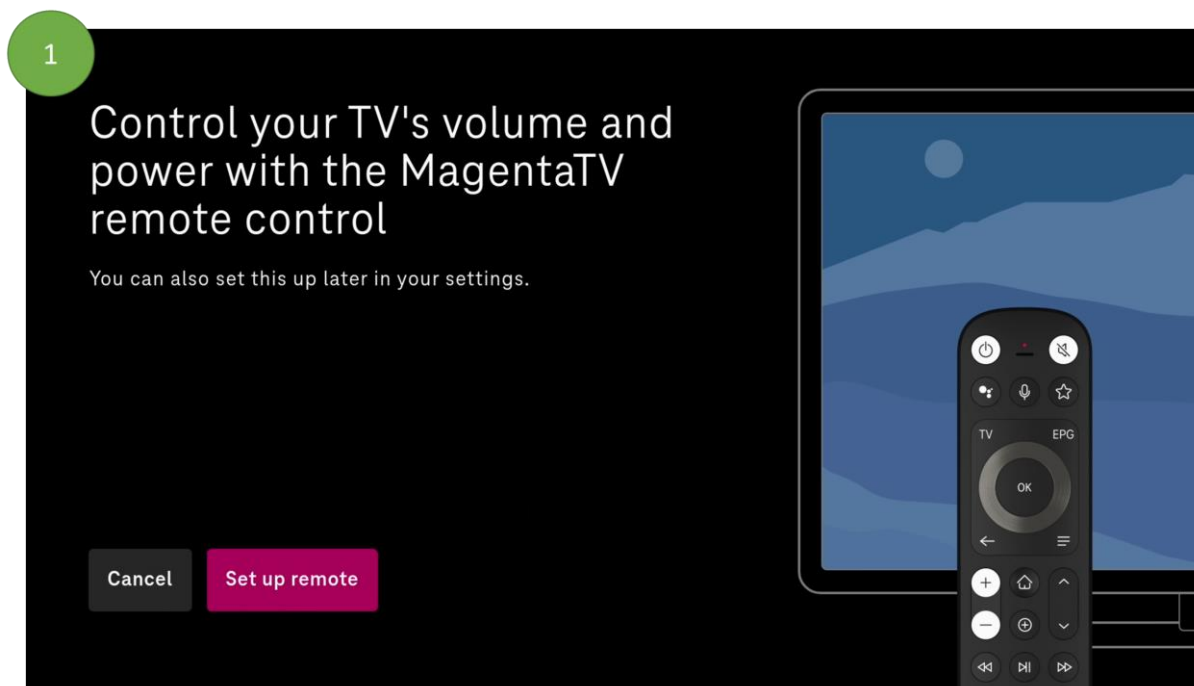 1
Control your TV's volume and
power with the MagentaTV
remote control
You can also set this up later in your settings.
TV EPG
OK
Cancel Set up remote